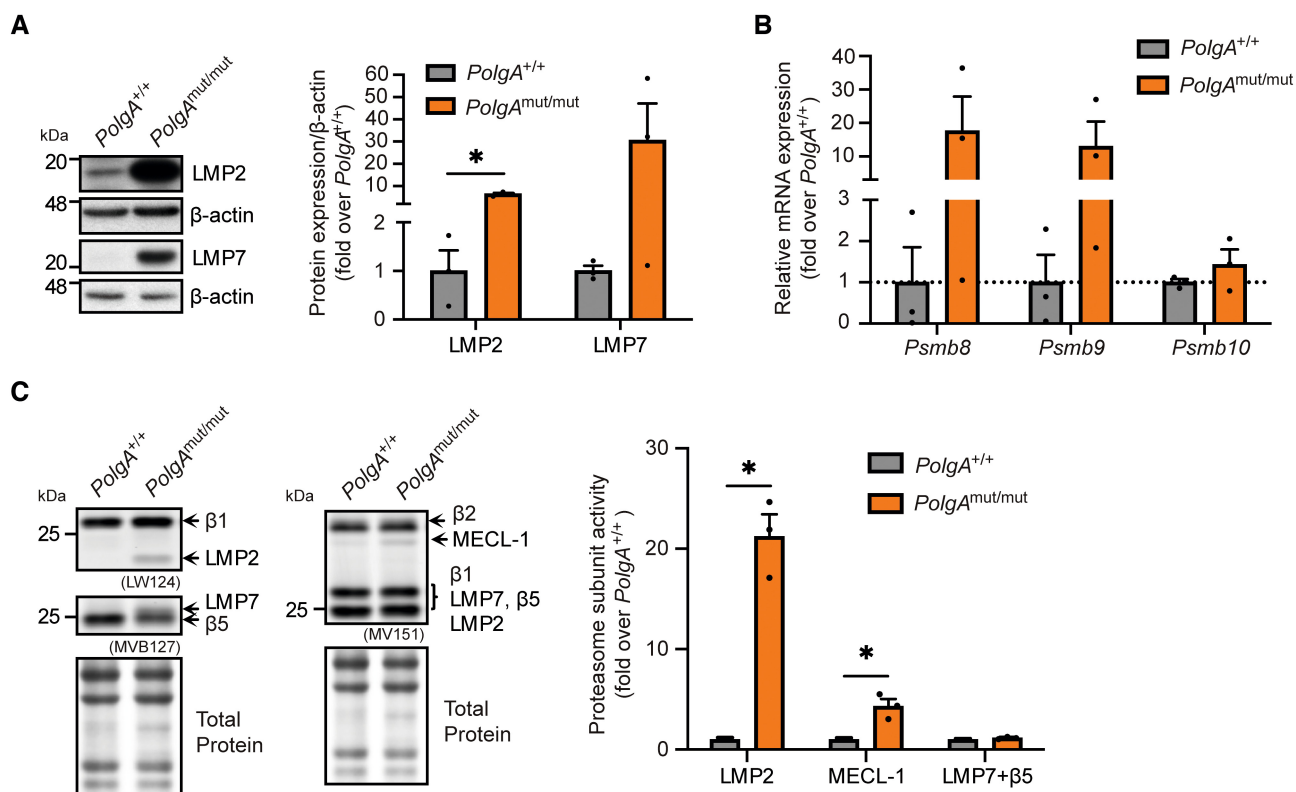 A
kDa
PolgA+/+
PolgAmut/mut
20
LMP2
48
β-actin
20
LMP7
48
β-actin
Protein expression/β-actin
(fold over PolgA+/+)
60
50
40
30
20
10
2
1
0
PolgA+/+
PolgAmut/mut
*
LMP2
LMP7
B
Relative mRNA expression
(fold over PolgA+/+)
40
30
20
10
3
2
1
0
PolgA+/+
PolgAmut/mut
Psmb8
Psmb9
Psmb10
C
kDa
PolgA+/+
PolgAmut/mut
25
β1
LMP2
(LW124)
25
LMP7
β5
(MVB127)
Total
Protein
kDa
PolgA+/+
PolgAmut/mut
β2
MECL-1
β1
LMP7, β5
LMP2
25
(MV151)
Total
Protein
Proteasome subunit activity
(fold over PolgA+/+)
30
20
10
0
PolgA+/+
PolgAmut/mut
*
*
LMP2
MECL-1
LMP7+β5